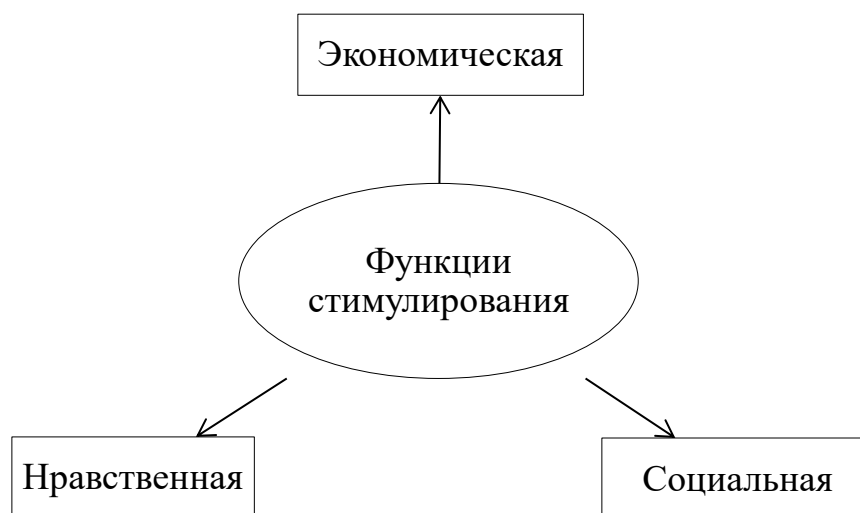 Экономическая
Функции
стимулирования
Нравственная
Социальная